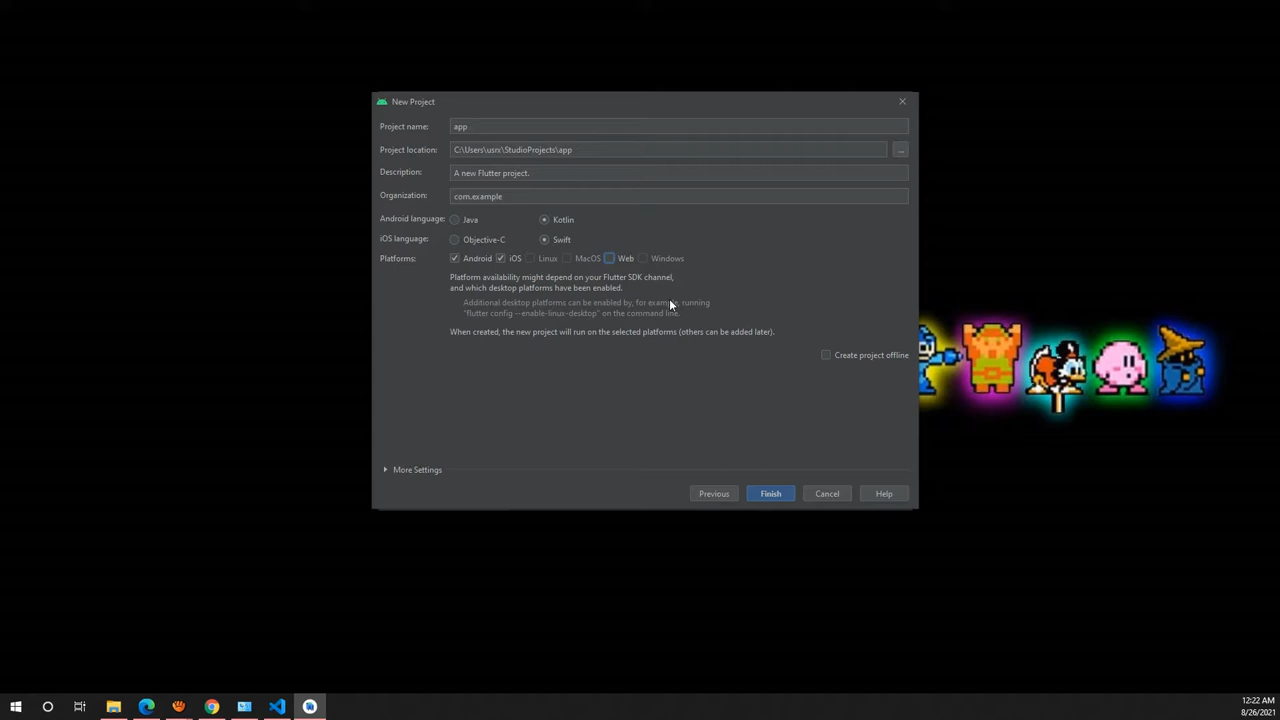 New Project
Project name: app
Project location: C:\Users\usnr\StudioProjects\app ...
Description: A new Flutter project.
Organization: com.example
Android language: Java Kotlin
iOS language: Objective-C Swift
Platforms: Android iOS Linux MacOS Web Windows
Platform availability might depend on your Flutter SDK channel,
and which desktop platforms have been enabled.
Additional desktop platforms can be enabled by, for example, running
"flutter config --enable-linus-desktop" on the command line.
When created, the new project will run on the selected platforms (others can be added later).
Create project offline
More Settings
Previous Finish Cancel Help
12:22 AM
8/26/2021